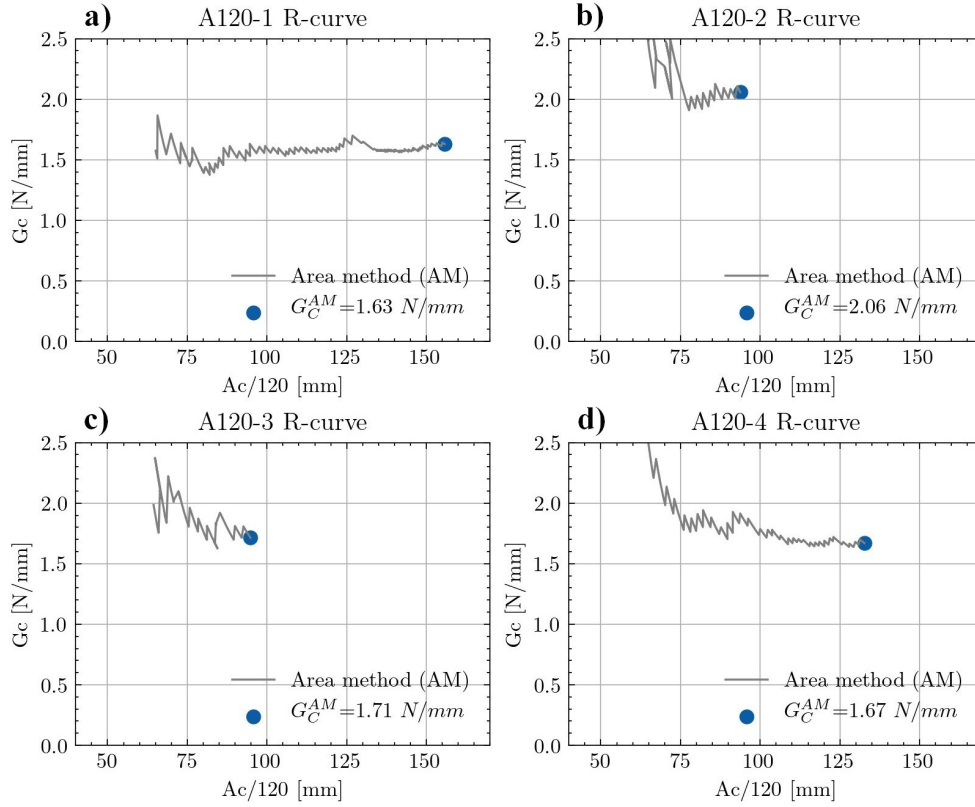 a)
A120-1 R-curve
2.5
2.0
1.5
1.0
0.5
0.0
Gc [N/mm]
50 75 100 125 150
Ac/120 [mm]
Area method (AM)
G_C^{AM}=1.63 N/mm
b)
A120-2 R-curve
2.5
2.0
1.5
1.0
0.5
0.0
Gc [N/mm]
50 75 100 125 150
Ac/120 [mm]
Area method (AM)
G_C^{AM}=2.06 N/mm
c)
A120-3 R-curve
2.5
2.0
1.5
1.0
0.5
0.0
Gc [N/mm]
50 75 100 125 150
Ac/120 [mm]
Area method (AM)
G_C^{AM}=1.71 N/mm
d)
A120-4 R-curve
2.5
2.0
1.5
1.0
0.5
0.0
Gc [N/mm]
50 75 100 125 150
Ac/120 [mm]
Area method (AM)
G_C^{AM}=1.67 N/mm